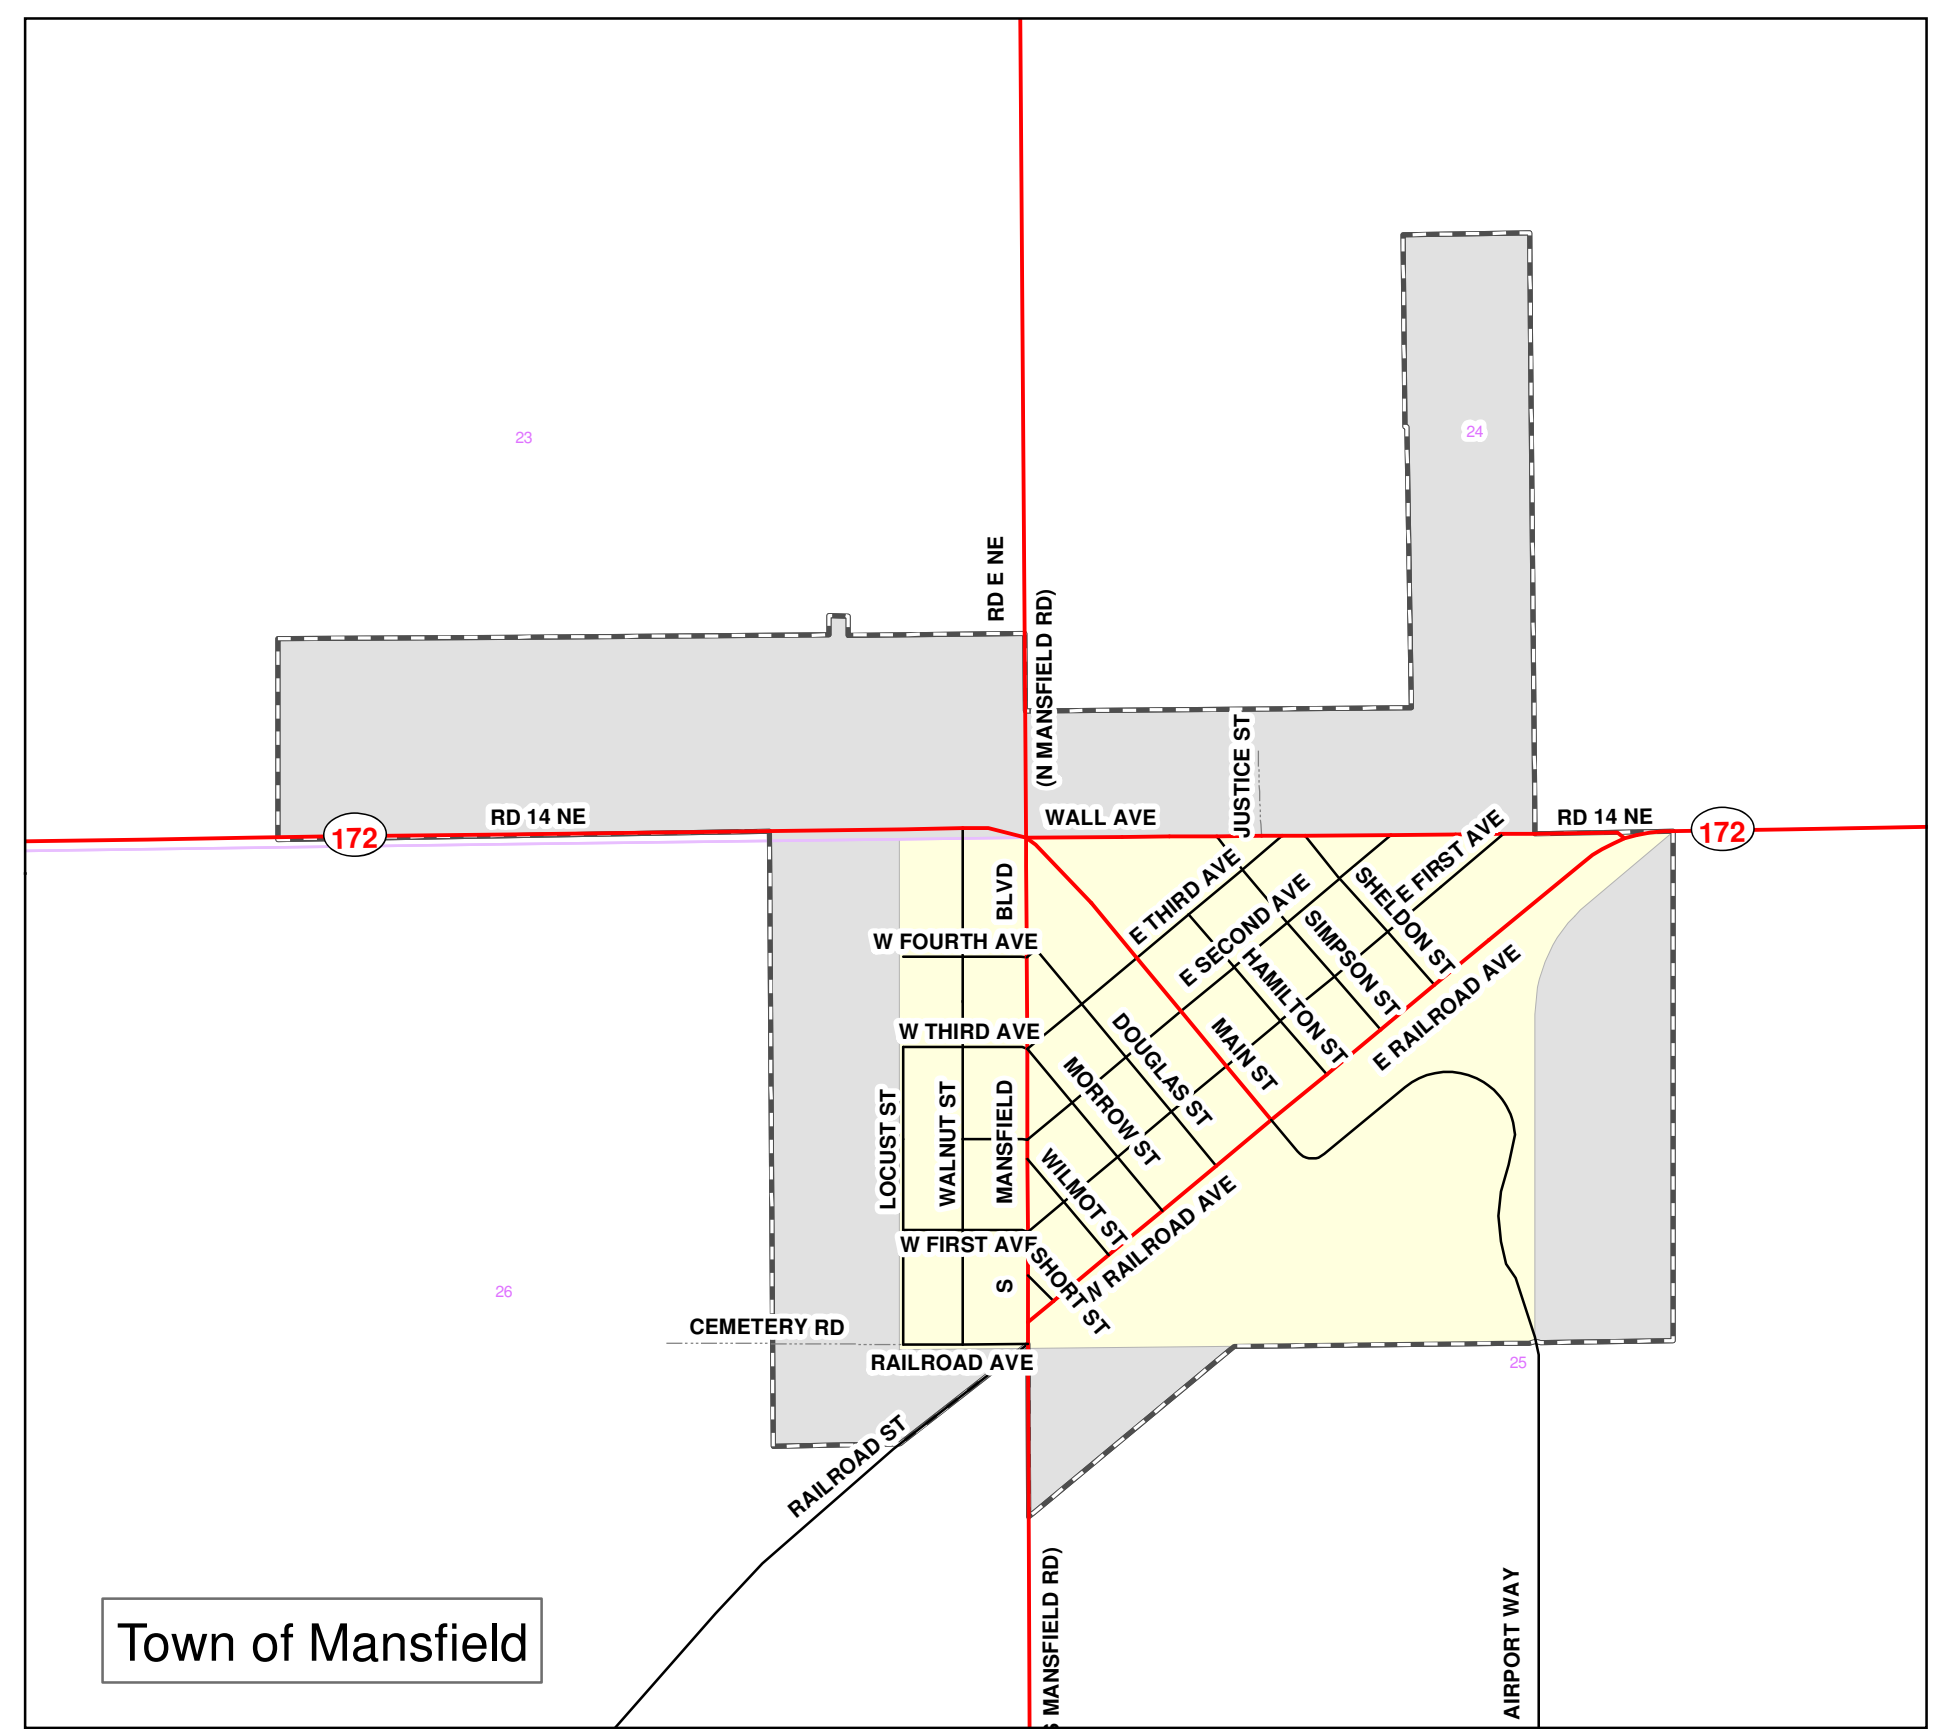 23
24
RD E NE
(N MANSFIELD RD)
JUSTICE ST
RD 14 NE
172
WALL AVE
RD 14 NE
172
BLVD
W FOURTH AVE
E THIRD AVE
E SECOND AVE
E FIRST AVE
SHELDON ST
SIMPSON ST
HAMILTON ST
MAIN ST
E RAILROAD AVE
W THIRD AVE
DOUGLAS ST
MORROW ST
LOCUST ST
WALNUT ST
MANSFIELD
WILMOT ST
W FIRST AVE
SHORT ST
RAILROAD AVE
S
26
CEMETERY RD
RAILROAD AVE
25
RAILROAD ST
MANSFIELD RD)
AIRPORT WAY
Town of Mansfield